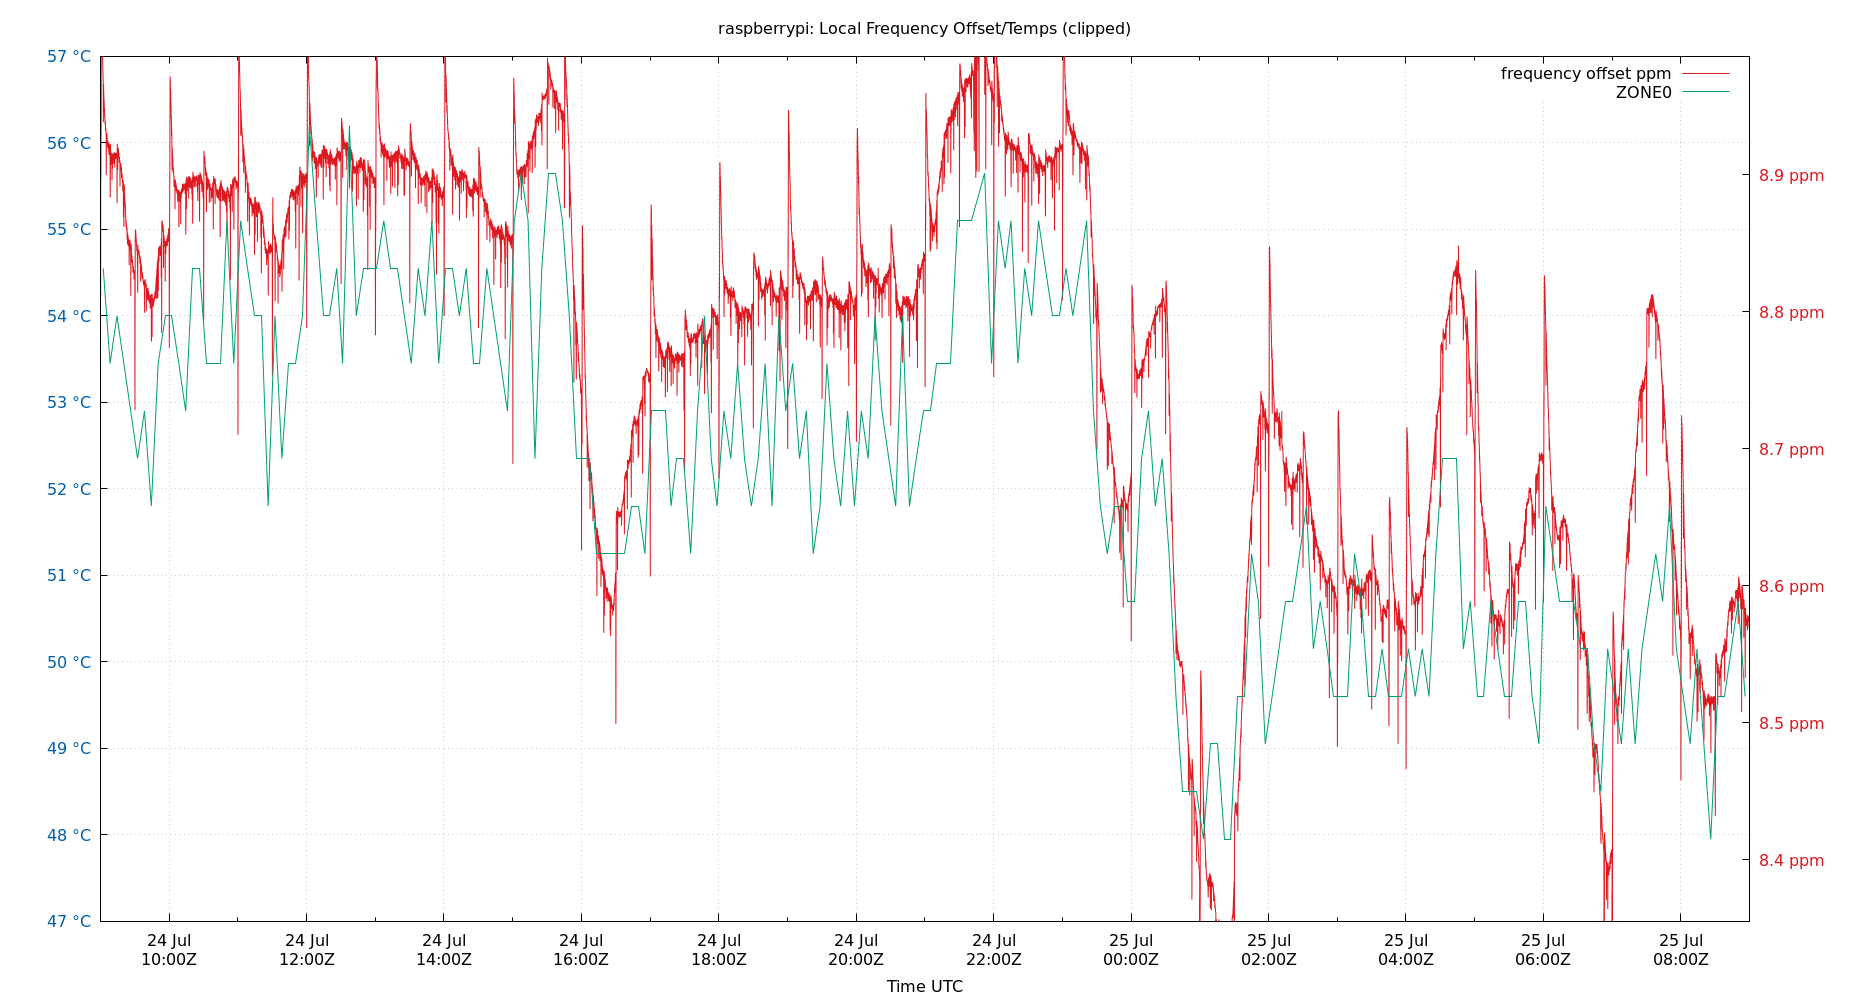 raspberrypi: Local Frequency Offset/Temps (clipped)
57 °C
56 °C
55 °C
54 °C
53 °C
52 °C
51 °C
50 °C
49 °C
48 °C
47 °C
frequency offset ppm
ZONE0
8.9 ppm
8.8 ppm
8.7 ppm
8.6 ppm
8.5 ppm
8.4 ppm
24 Jul
10:00Z
24 Jul
12:00Z
24 Jul
14:00Z
24 Jul
16:00Z
24 Jul
18:00Z
24 Jul
20:00Z
24 Jul
22:00Z
25 Jul
00:00Z
25 Jul
02:00Z
25 Jul
04:00Z
25 Jul
06:00Z
25 Jul
08:00Z
Time UTC